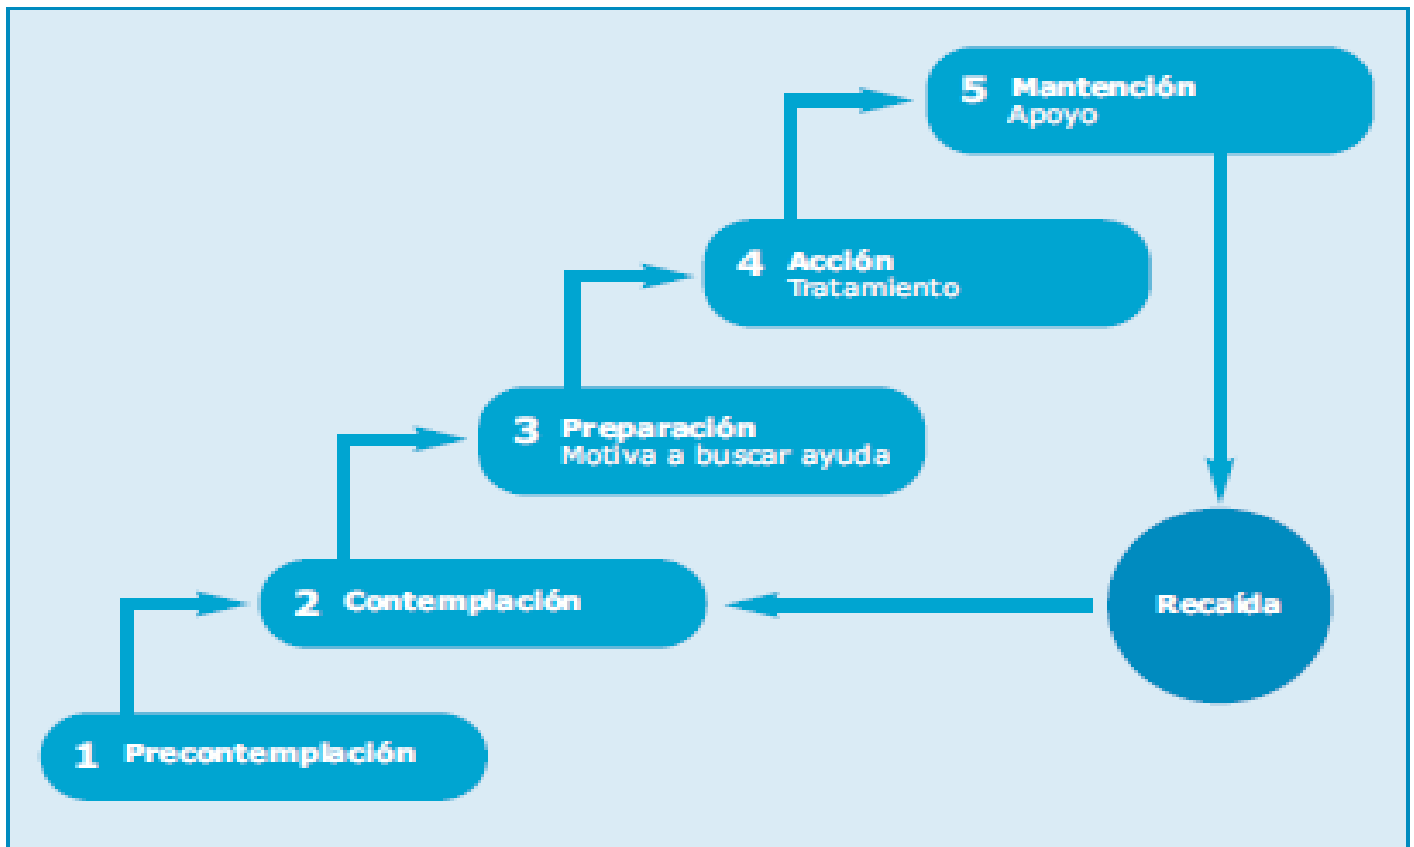 5 Mantención
Apoyo
4 Acción
Tratamiento
3 Preparación
Motiva a buscar ayuda
2 Contemplación
Recaída
1 Precontemplación